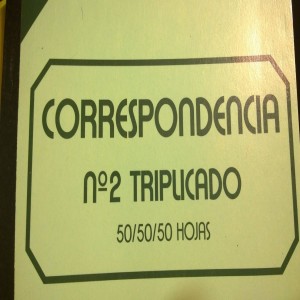 CORRESPONDENCIA
Nº2 TRIPLICADO
50/50/50 HOJAS